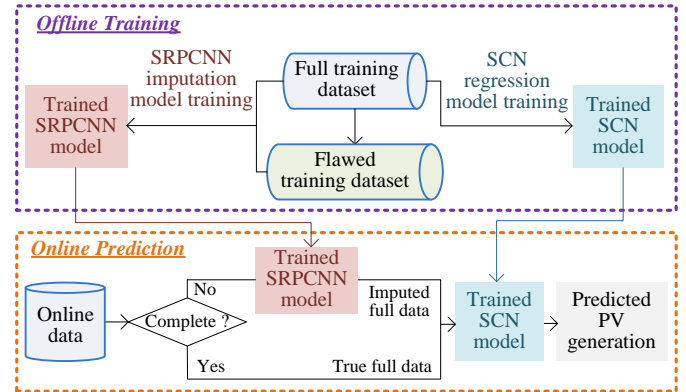 Offline Training
SRPCNN
imputation
model training
Full training
dataset
SCN
regression
model training
Trained
SRPCNN
model
Trained
SCN
model
Flawed
training dataset
Online Prediction
Online
data
Complete ?
No
Yes
Trained
SRPCNN
model
Imputed
full data
True full data
Trained
SCN
model
Predicted
PV
generation